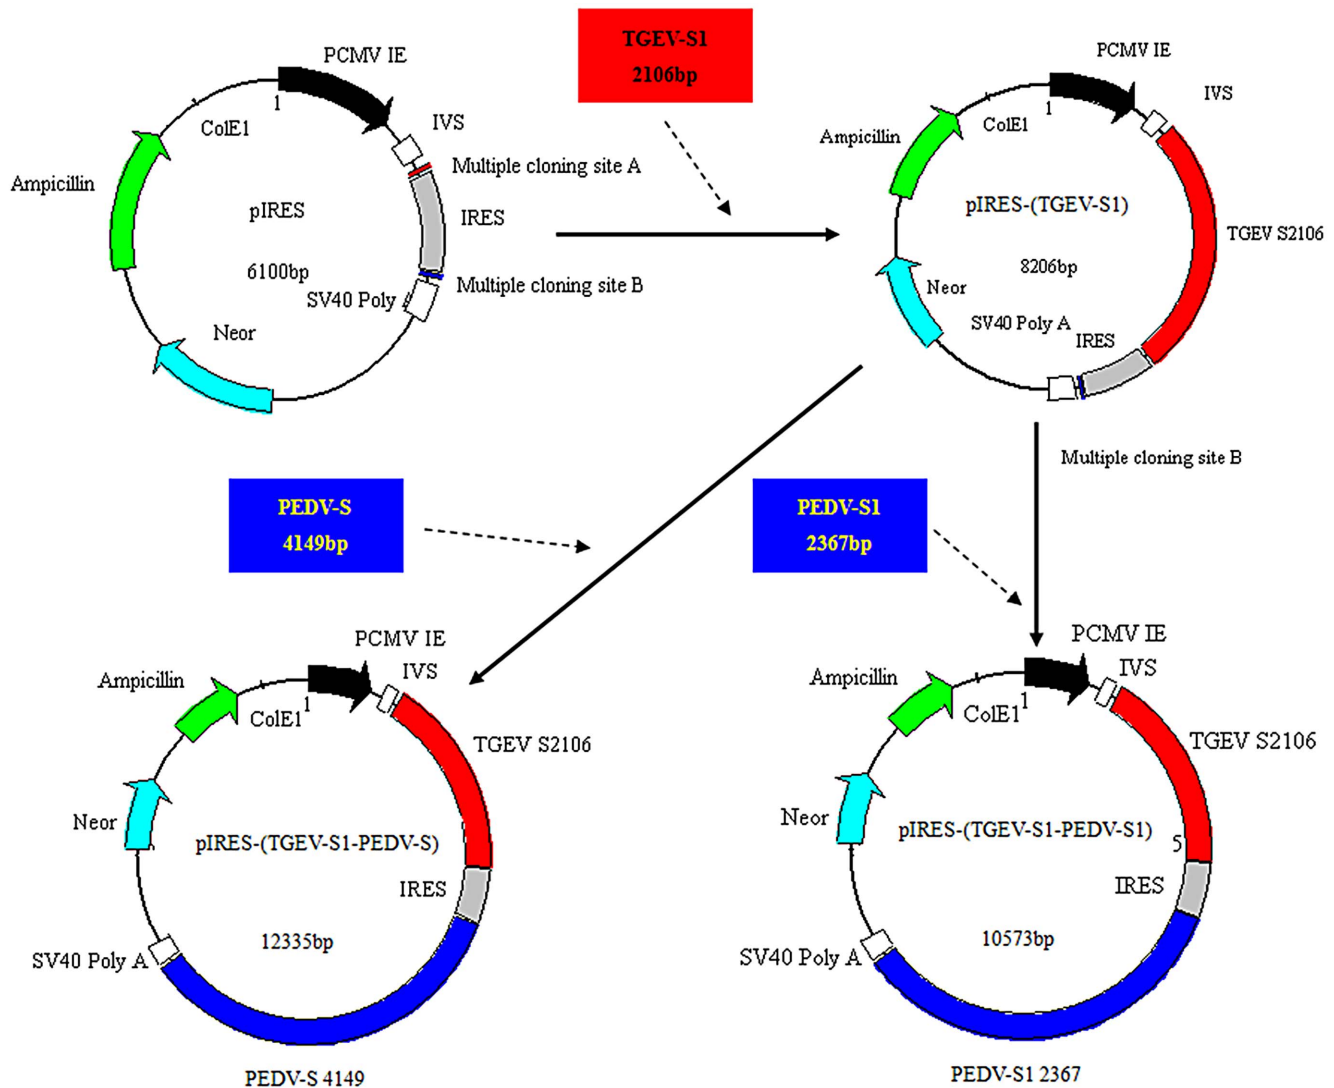 TGEV-S1
2106bp
PCMV IE
1
ColE1
IVS
Ampicillin
Multiple cloning site A
pIRES
IRES
6100bp
Multiple cloning site B
SV40 Poly
Neor
PCMV IE
1
ColE1
IVS
Ampicillin
pIRES-(TGEV-S1)
TGEV S2106
8206bp
Neor
SV40 Poly A
IRES
Multiple cloning site B
PEDV-S
4149bp
PEDV-S1
2367bp
PCMV IE
IVS
Ampicillin
ColE1
1
TGEV S2106
Neor
pIRES-(TGEV-S1-PEDV-S)
IRES
12335bp
SV40 Poly A
PEDV-S 4149
PCMV IE
IVS
Ampicillin
ColE1
1
TGEV S2106
Neor
pIRES-(TGEV-S1-PEDV-S1)
5
IRES
10573bp
SV40 Poly A
PEDV-S1 2367